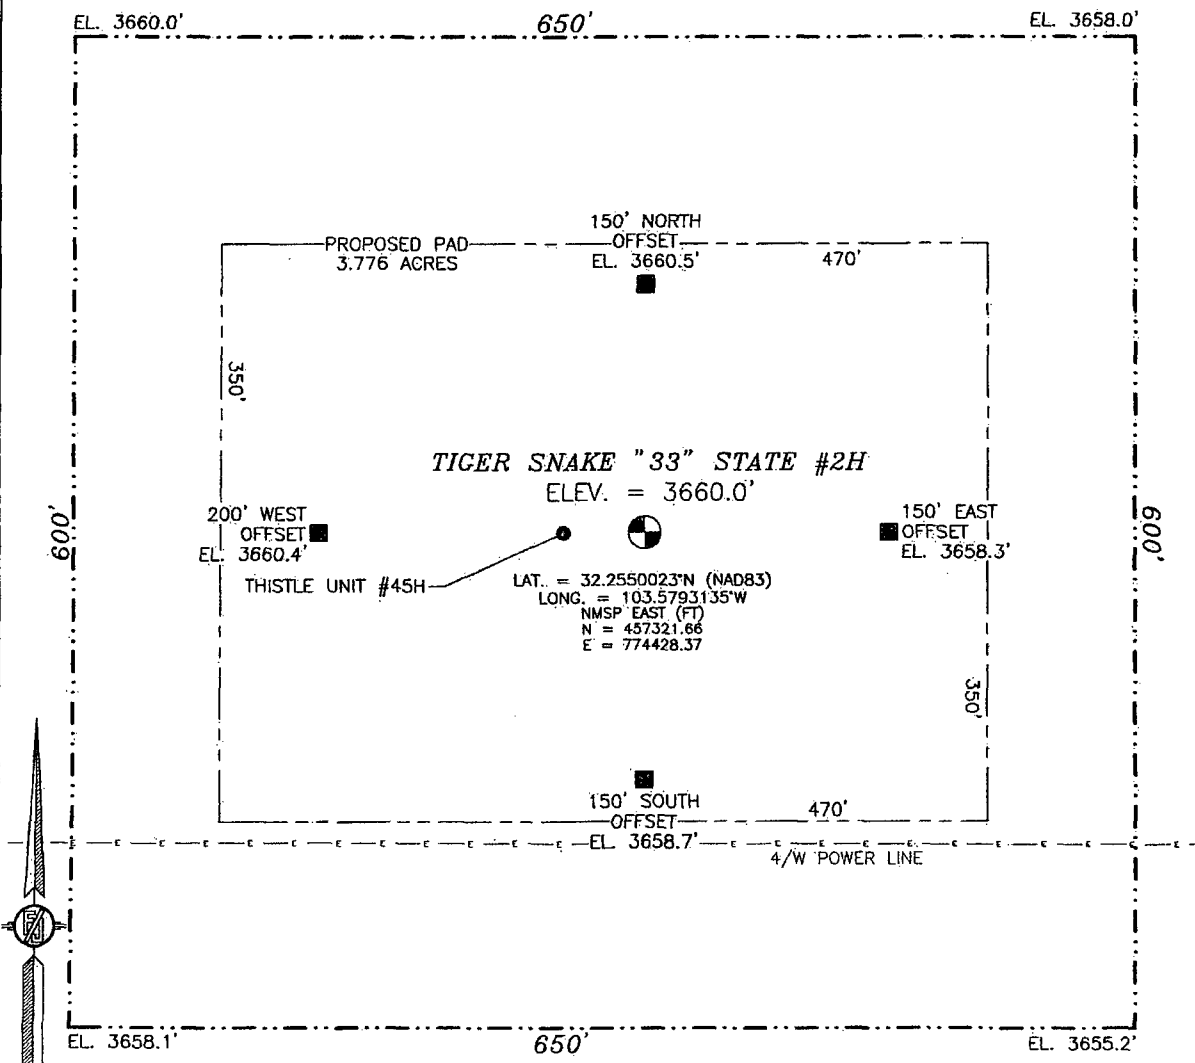 EL. 3660.0'
650'
EL. 3658.0'
150' NORTH
OFFSET
EL. 3660.5'
PROPOSED PAD
3.776 ACRES
470'
350'
TIGER SNAKE "33" STATE #2H
ELEV. = 3660.0'
600'
200' WEST
OFFSET
EL. 3660.4'
150' EAST
OFFSET
EL. 3658.3'
600'
THISTLE UNIT #45H
LAT. = 32.2550023°N (NAD83)
LONG. = 103.5793135°W
NMSP EAST (FT)
N = 457321.66
E = 774428.37
350'
150' SOUTH
OFFSET
EL. 3658.7'
470'
E E E E E E E E E E E E E E E E E E E E
4/W POWER LINE
EL. 3658.1'
650'
EL. 3655.2'